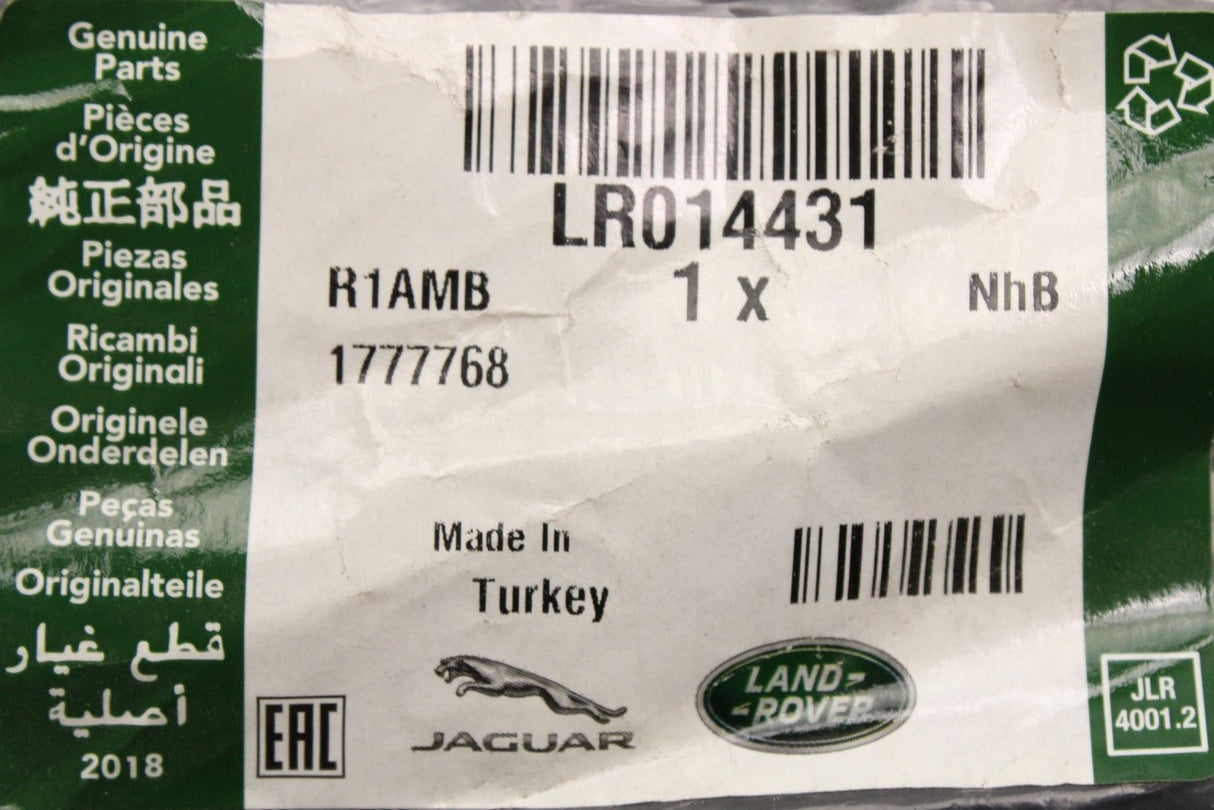 Genuine
Parts
Pièces
d'Origine
純正部品
Piezas
Originales
Ricambi
Originali
Originele
Onderdelen
Peças
Genuinas
Originalteile
قطع غيار
أصلية
2018
LR014431
R1AMB
1 x
NhB
1777768
Made In
Turkey
EAC
JAGUAR
LAND-
-ROVER
JLR
4001.2